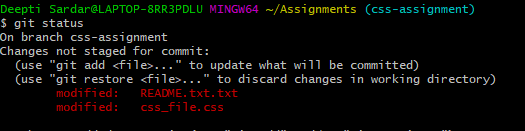 Deepti Sardar@LAPTOP-8RR3PDLU MINGW64 ~/Assignments (css-assignment)
$ git status
On branch css-assignment
Changes not staged for commit:
  (use "git add <file>..." to update what will be committed)
  (use "git restore <file>..." to discard changes in working directory)
        modified:   README.txt.txt
        modified:   css_file.css